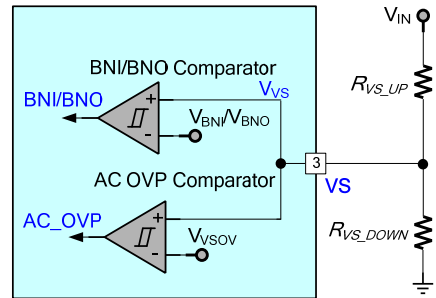 V_IN
BNI/BNO Comparator
BNI/BNO
V_VS
R_VS_UP
+
-
V_BNI/V_BNO
3
AC OVP Comparator
VS
AC_OVP
+
-
V_VSOV
R_VS_DOWN